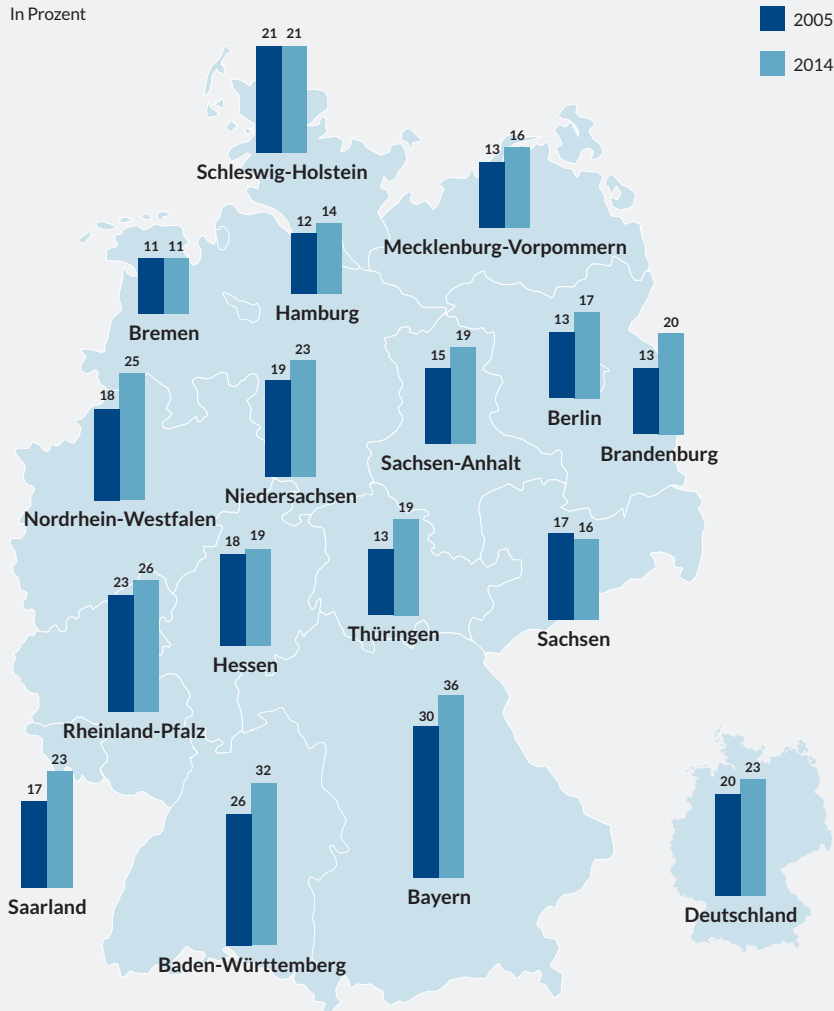 In Prozent
2005
2014
21 21
Schleswig-Holstein
13 16
Mecklenburg-Vorpommern
12 14
Hamburg
11 11
Bremen
13 17
Berlin
13 20
Brandenburg
15 19
Sachsen-Anhalt
19 23
Niedersachsen
18 25
Nordrhein-Westfalen
13 19
Thüringen
17 16
Sachsen
18 19
Hessen
23 26
Rheinland-Pfalz
30 36
Bayern
17 23
Saarland
26 32
Baden-Württemberg
20 23
Deutschland